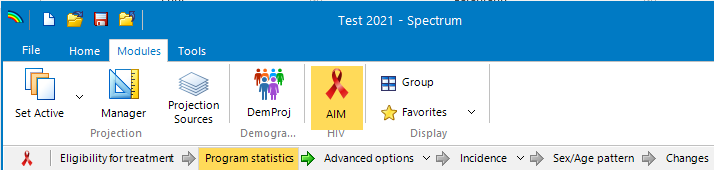 Test 2021 - Spectrum
File Home Modules Tools
Set Active Manager Projection Sources DemProj AIM Group Favorites
Projection Demogra... HIV Display
Eligibility for treatment Program statistics Advanced options Incidence Sex/Age pattern Changes